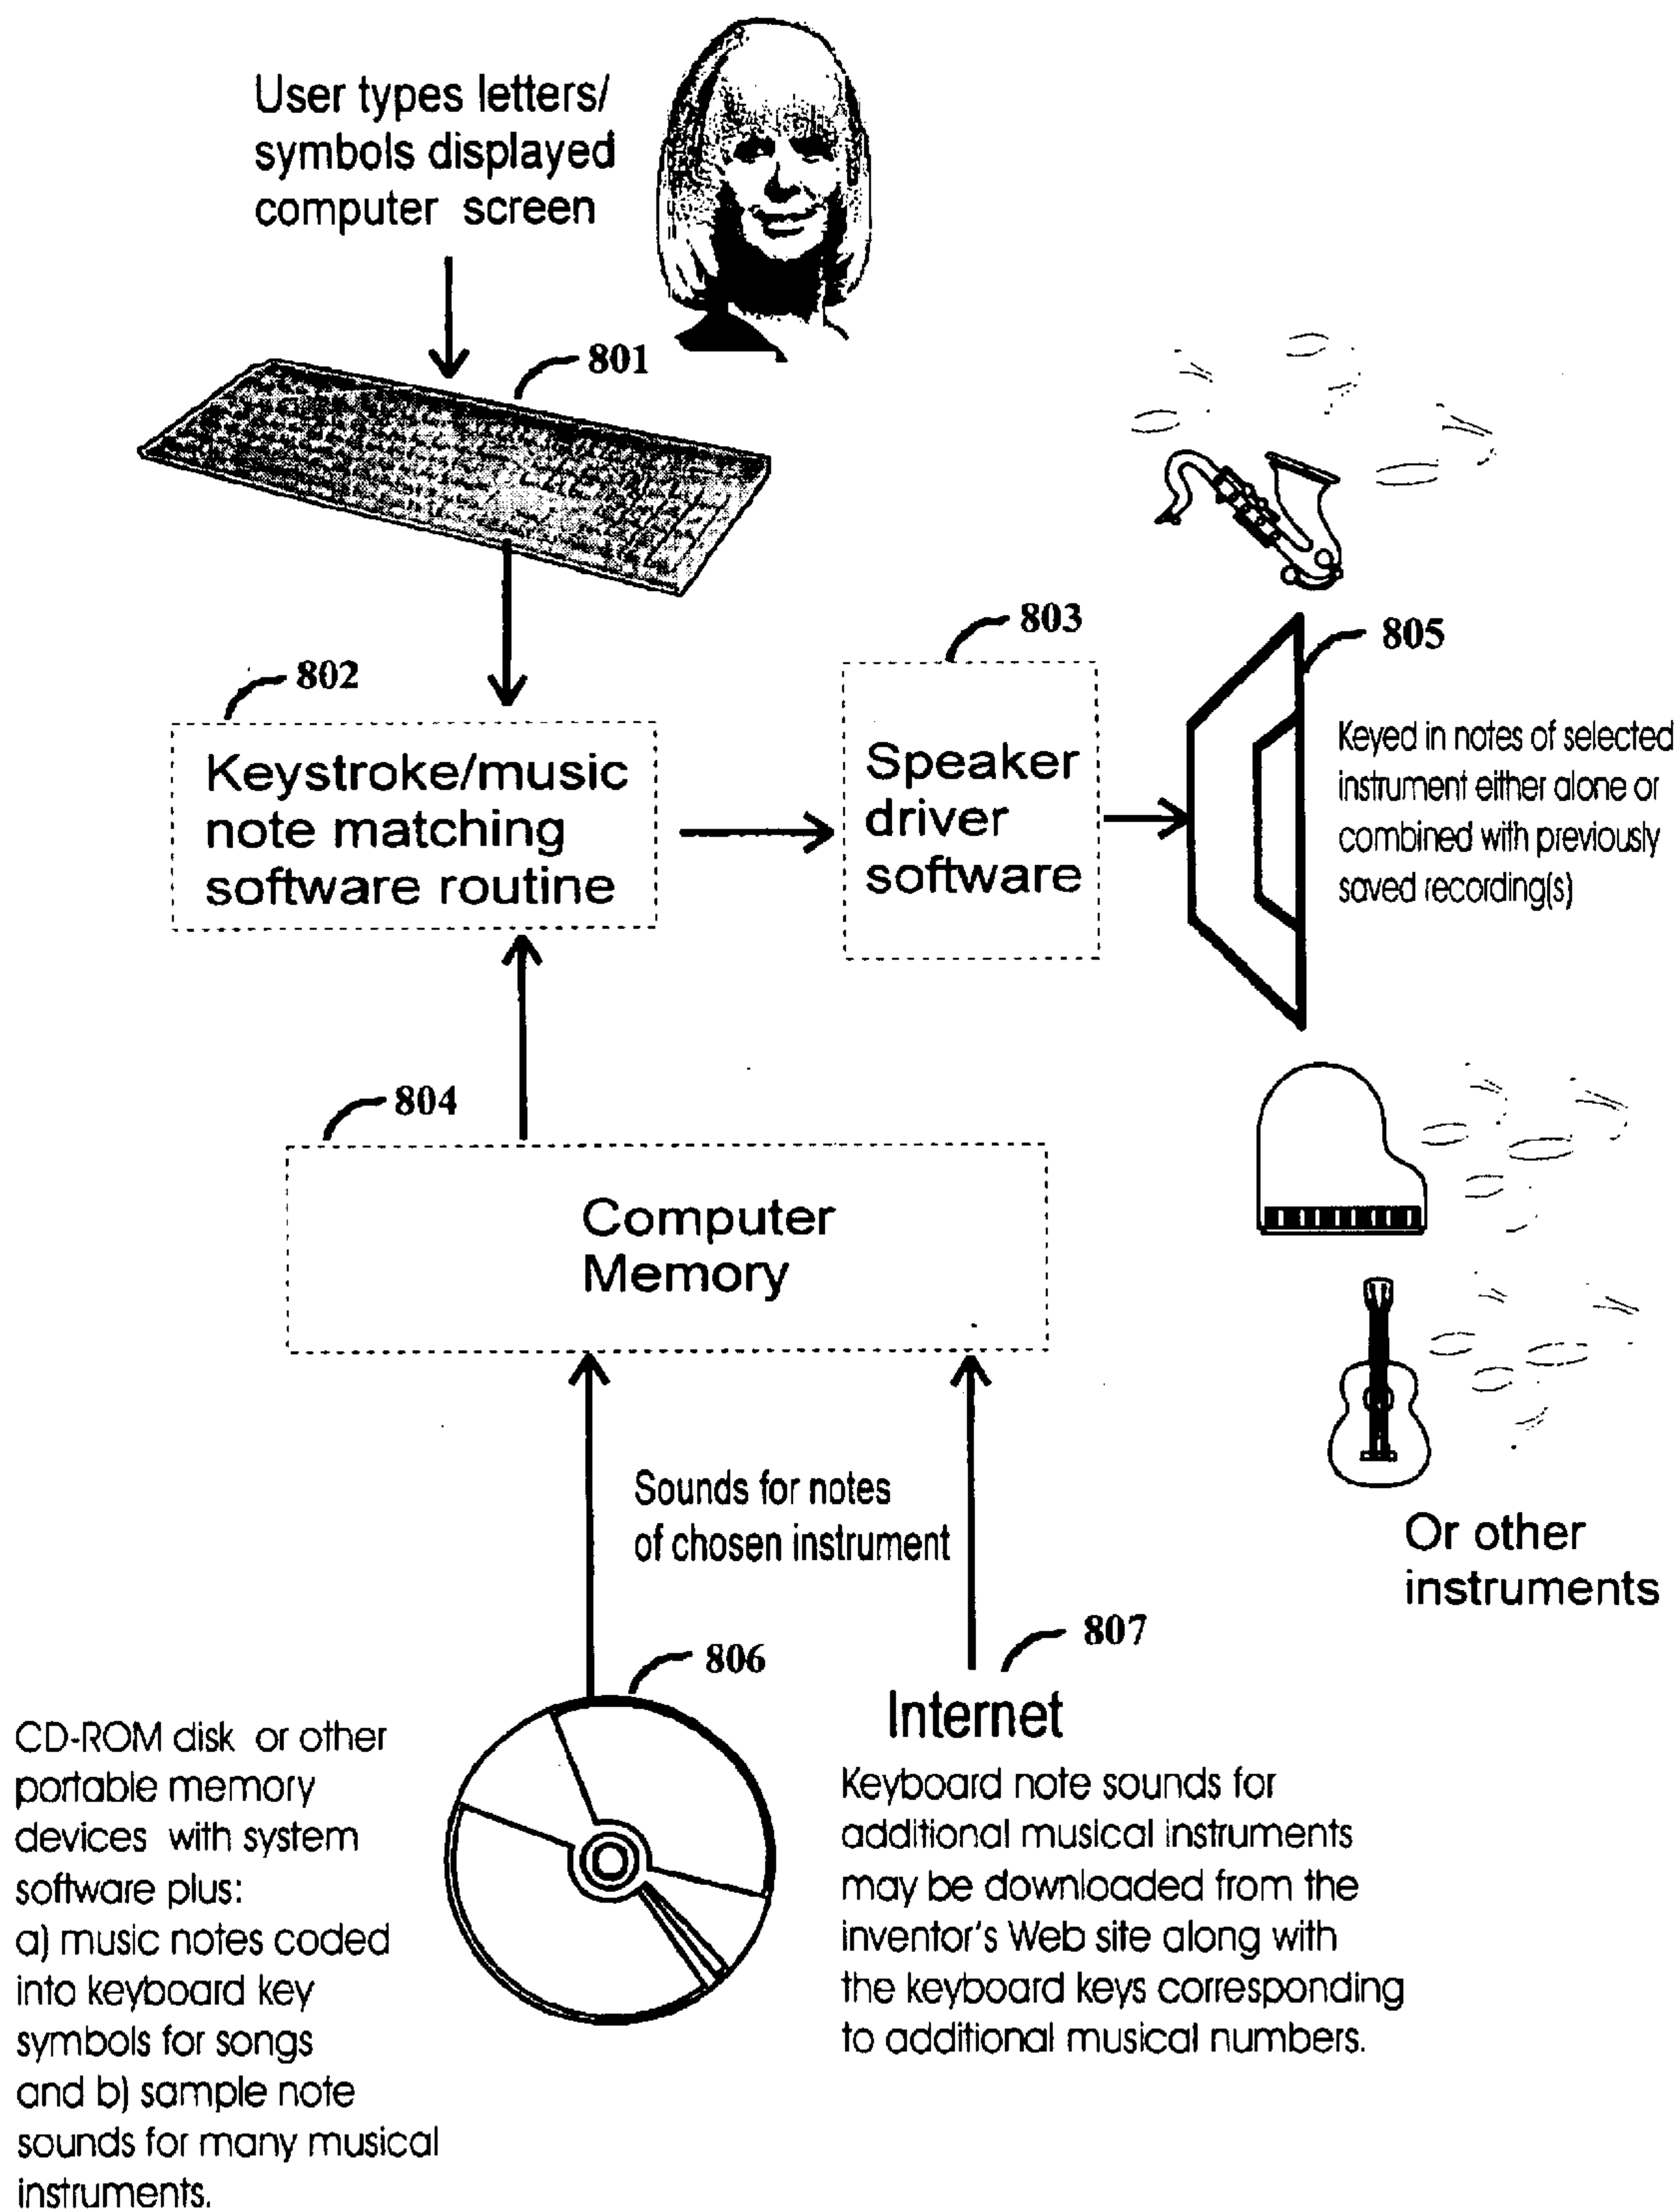 User types letters/
symbols displayed
computer screen
801
803
805
802
Keystroke/music
note matching
software routine
Speaker
driver
software
Keyed in notes of selected
instrument either alone or
combined with previously
saved recording(s)
804
Computer
Memory
Sounds for notes
of chosen instrument
Or other
instruments
806
807
Internet
CD-ROM disk or other
portable memory
devices with system
software plus:
a) music notes coded
into keyboard key
symbols for songs
and b) sample note
sounds for many musical
instruments.
Keyboard note sounds for
additional musical instruments
may be downloaded from the
inventor's Web site along with
the keyboard keys corresponding
to additional musical numbers.